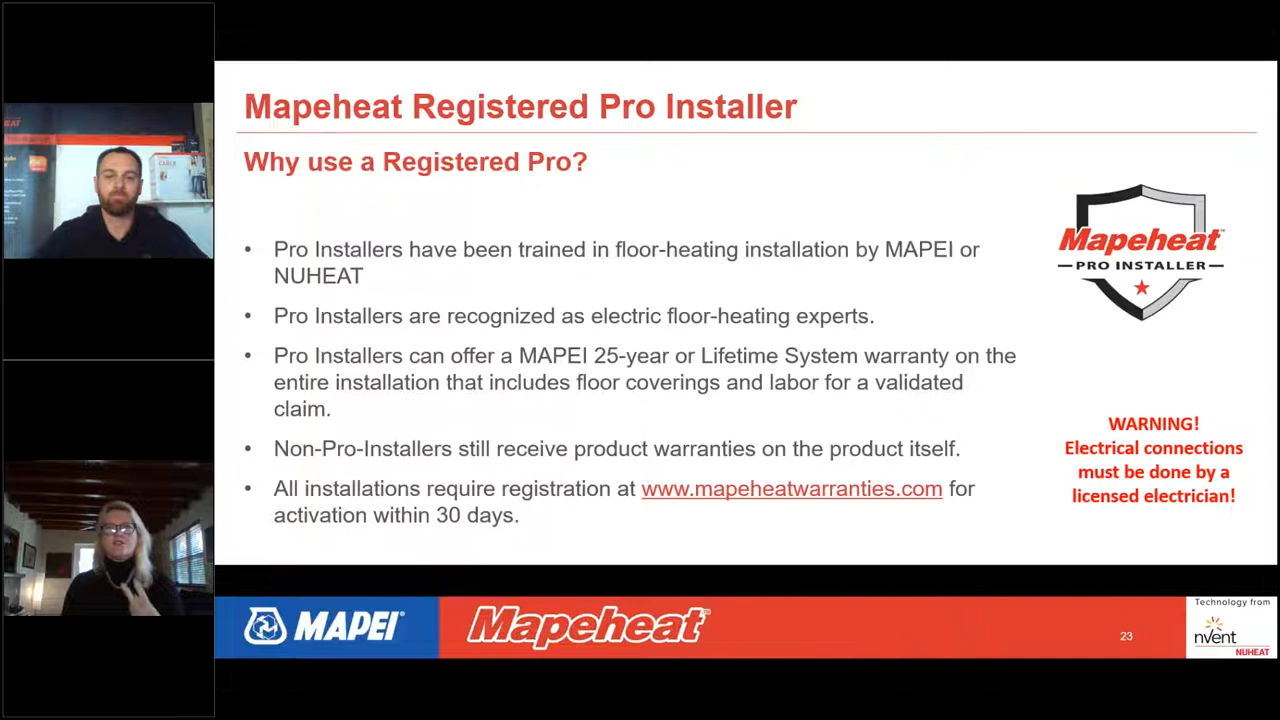 Mapeheat Registered Pro Installer
Why use a Registered Pro?
• Pro Installers have been trained in floor-heating installation by MAPEI or
NUHEAT
• Pro Installers are recognized as electric floor-heating experts.
• Pro Installers can offer a MAPEI 25-year or Lifetime System warranty on the
entire installation that includes floor coverings and labor for a validated
claim.
• Non-Pro-Installers still receive product warranties on the product itself.
• All installations require registration at www.mapeheatwarranties.com for
activation within 30 days.
Mapeheat
PRO INSTALLER
WARNING!
Electrical connections
must be done by a
licensed electrician!
MAPEI
Mapeheat™
23
Technology from
nVent
NUHEAT